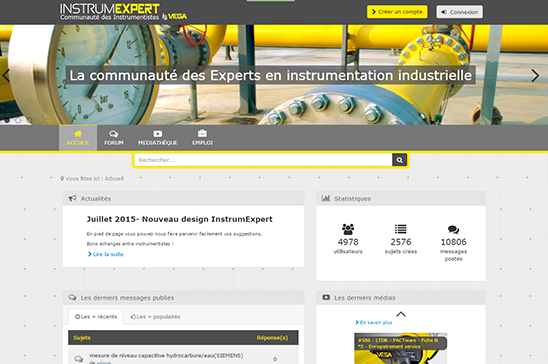 INSTRUMEXPERT
Communauté des Instrumentistes VEGA
Créer un compte
Connexion
La communauté des Experts en instrumentation industrielle
ACCUEIL
FORUM
MEDIATHÈQUE
EMPLOI
Rechercher...
Vous êtes ici : Accueil
Actualités
Juillet 2015- Nouveau design InstrumExpert
En pied de page vous pouvez nous faire parvenir facilement vos suggestions.
Bons échanges entre instrumentistes !
Lire la suite
Statistiques
4978
utilisateurs
2576
sujets crées
10806
messages
postés
Les derniers messages publiés
Les + récents
Les + populaires
Sujets
Réponse(s)
mesure de niveau capacitive hydrocarbure/eau(SIEMENS)
0
Les derniers médias
En savoir plus
#506 - LTDR - PACTware - Fiche N
°5 - Enregistrement service
VEGA